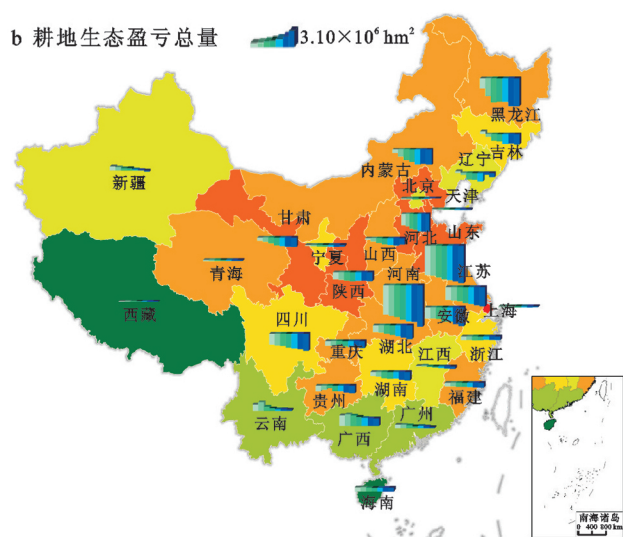 b 耕地生态盈亏总量
3.10×10⁶ hm²
黑龙江
吉林
辽宁
内蒙古
北京
天津
新疆
甘肃
宁夏
山西
河北
山东
青海
陕西
河南
江苏
西藏
四川
安徽
上海
重庆
湖北
浙江
江西
湖南
贵州
福建
云南
广西
广州
海南
南海诸岛
0 400 800 km